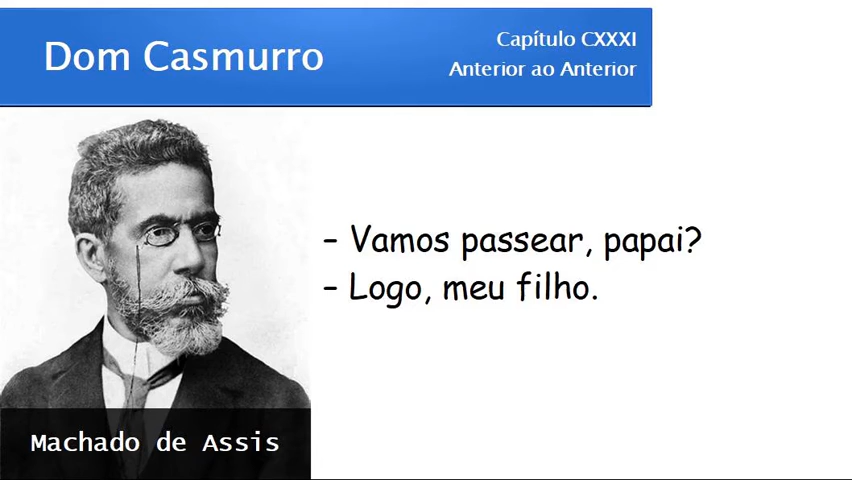 Dom Casmurro
Capítulo CXXXI
Anterior ao Anterior
– Vamos passear, papai?
– Logo, meu filho.
Machado de Assis